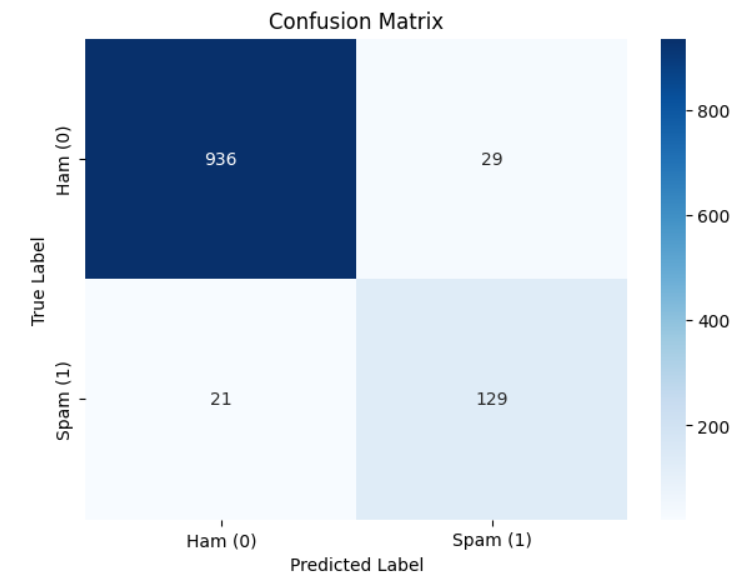 Confusion Matrix
Ham (0)
936
29
Spam (1)
21
129
True Label
Ham (0)
Spam (1)
Predicted Label
800
600
400
200